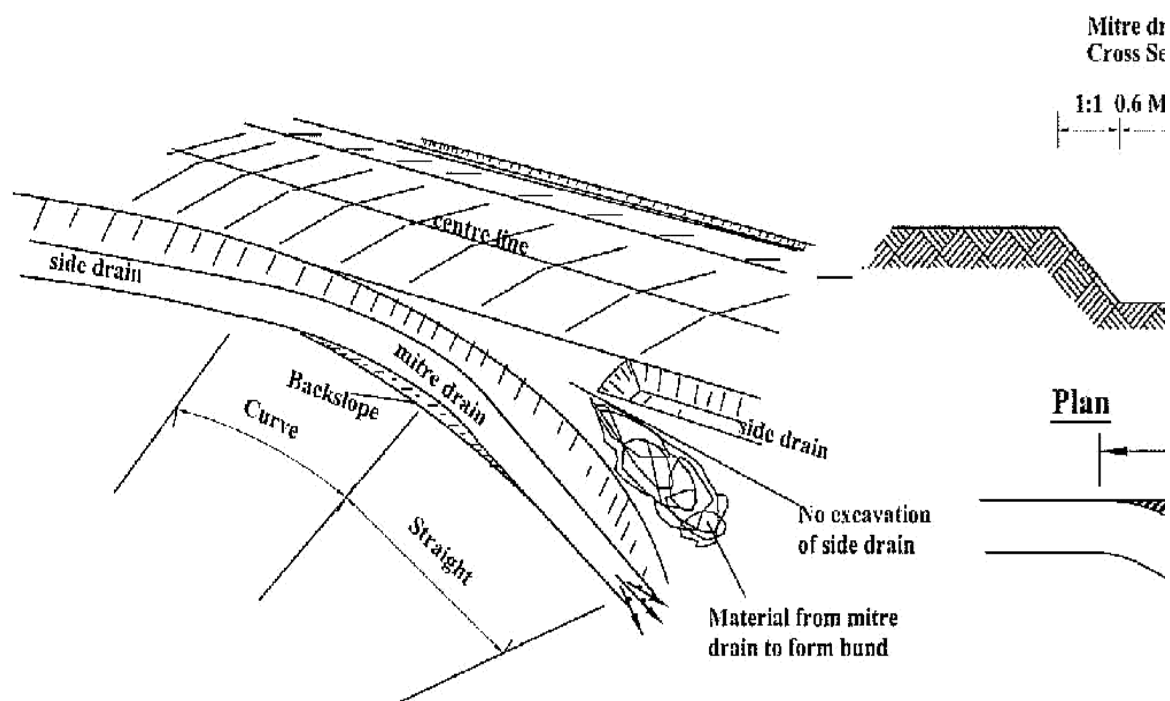 Mitre dr
Cross Se
1:1 0.6 M
centre line
side drain
mitre drain
Backslope
Curve
Straight
side drain
Plan
No excavation
of side drain
Material from mitre
drain to form bund